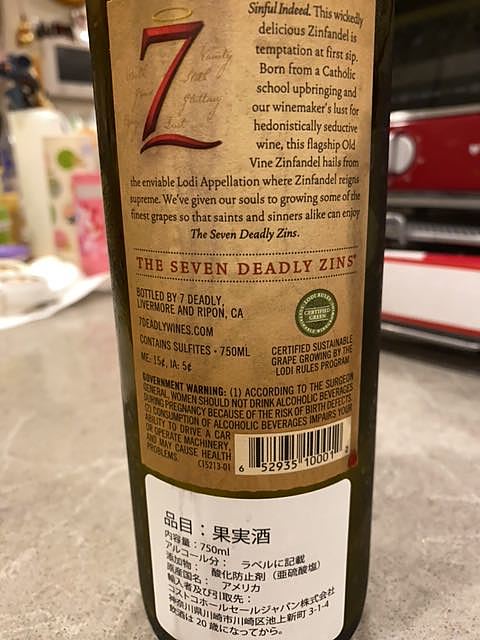 Sinful Indeed. This wickedly
delicious Zinfandel is
temptation at first sip.
Born from a Catholic
school upbringing and
our winemaker's lust for
hedonistically seductive
wine, this flagship Old
Vine Zinfandel hails from
the enviable Lodi Appellation where Zinfandel reigns
supreme. We've given our souls to growing some of the
finest grapes so that saints and sinners alike can enjoy
The Seven Deadly Zins.
7
Vanity
Sloth
Gluttony
Lust
THE SEVEN DEADLY ZINS®
BOTTLED BY 7 DEADLY,
LIVERMORE AND RIPON, CA
7DEADLYWINES.COM
CONTAINS SULFITES • 750ML
ME: 15¢, IA: 5¢
LODI RULES
CERTIFIED
GREEN
CERTIFIED SUSTAINABLE
GRAPE GROWING BY THE
LODI RULES PROGRAM
GOVERNMENT WARNING: (1) ACCORDING TO THE SURGEON
GENERAL, WOMEN SHOULD NOT DRINK ALCOHOLIC BEVERAGES
DURING PREGNANCY BECAUSE OF THE RISK OF BIRTH DEFECTS.
(2) CONSUMPTION OF ALCOHOLIC BEVERAGES IMPAIRS YOUR
ABILITY TO DRIVE A CAR
OR OPERATE MACHINERY,
AND MAY CAUSE HEALTH
PROBLEMS.
C15213-01
6 52935 10001 2
品目：果実酒
内容量：750ml
アルコール分： ラベルに記載
添加物： 酸化防止剤（亜硫酸塩）
原産国名： アメリカ
輸入者及び引取先：
コストコホールセールジャパン株式会社
神奈川県川崎市川崎区池上新町 3-1-4
飲酒は 20 歳になってから。